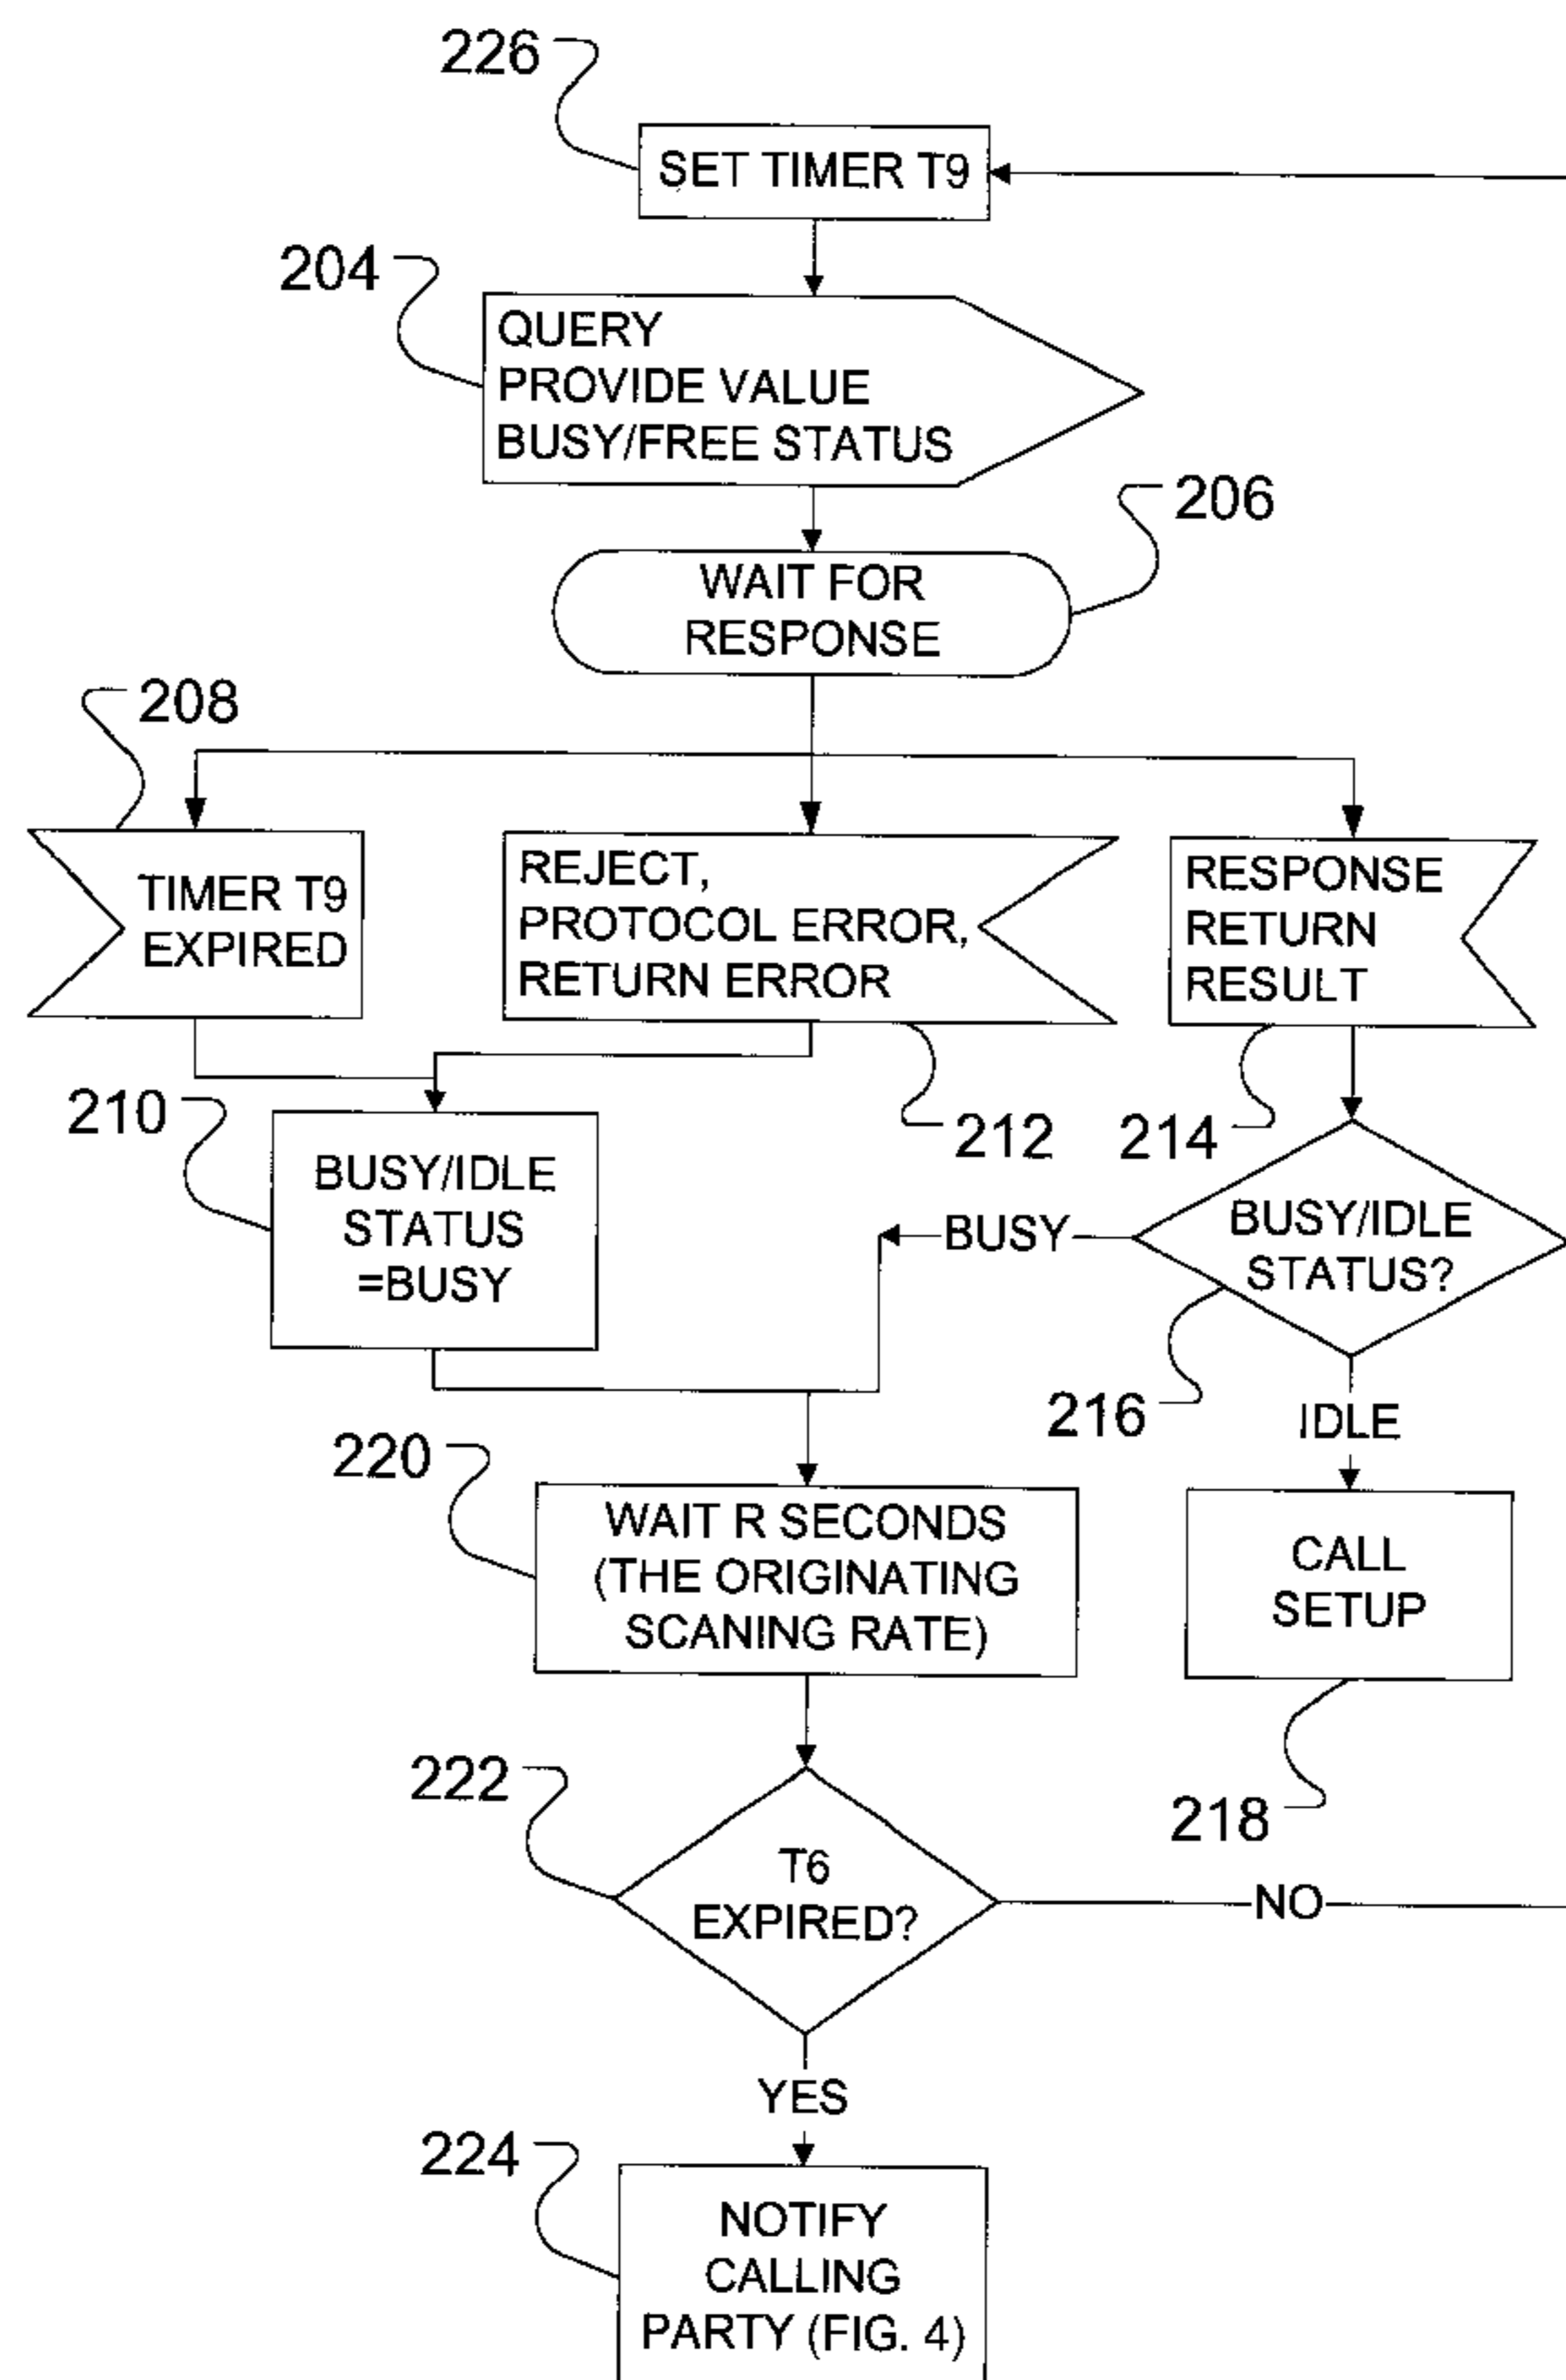 226
SET TIMER T9
204
QUERY
PROVIDE VALUE
BUSY/FREE STATUS
206
WAIT FOR
RESPONSE
208
TIMER T9
EXPIRED
REJECT,
PROTOCOL ERROR,
RETURN ERROR
RESPONSE
RETURN
RESULT
210
212
214
BUSY/IDLE
STATUS
=BUSY
BUSY
BUSY/IDLE
STATUS?
216
IDLE
220
WAIT R SECONDS
(THE ORIGINATING
SCANING RATE)
CALL
SETUP
222
218
T6
EXPIRED?
NO
YES
224
NOTIFY
CALLING
PARTY (FIG. 4)